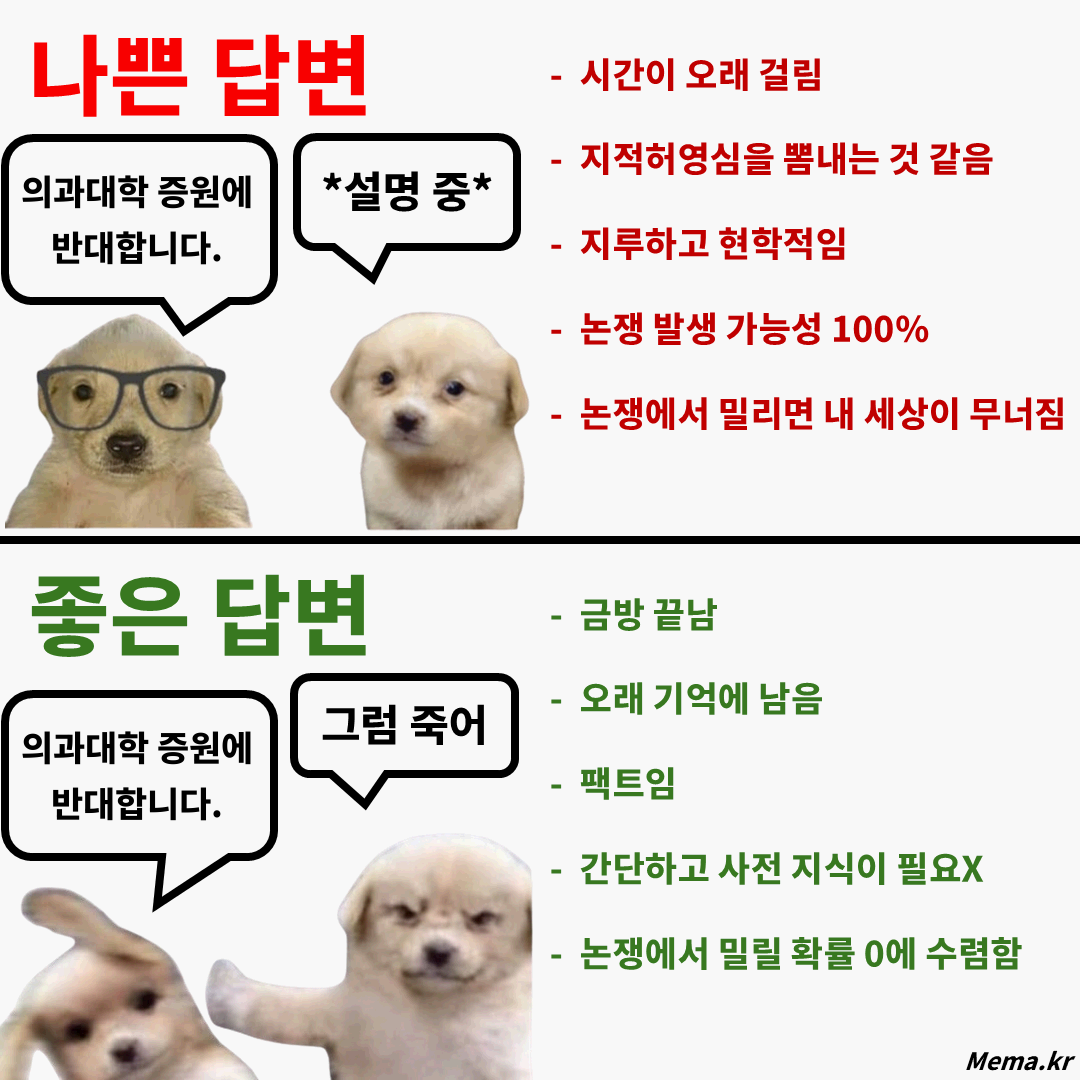 나쁜 답변
의과대학 증원에
반대합니다.
*설명 중*
- 시간이 오래 걸림
- 지적허영심을 뽐내는 것 같음
- 지루하고 현학적임
- 논쟁 발생 가능성 100%
- 논쟁에서 밀리면 내 세상이 무너짐
좋은 답변
의과대학 증원에
반대합니다.
그럼 죽어
- 금방 끝남
- 오래 기억에 남음
- 팩트임
- 간단하고 사전 지식이 필요X
- 논쟁에서 밀릴 확률 0에 수렴함
Mema.kr